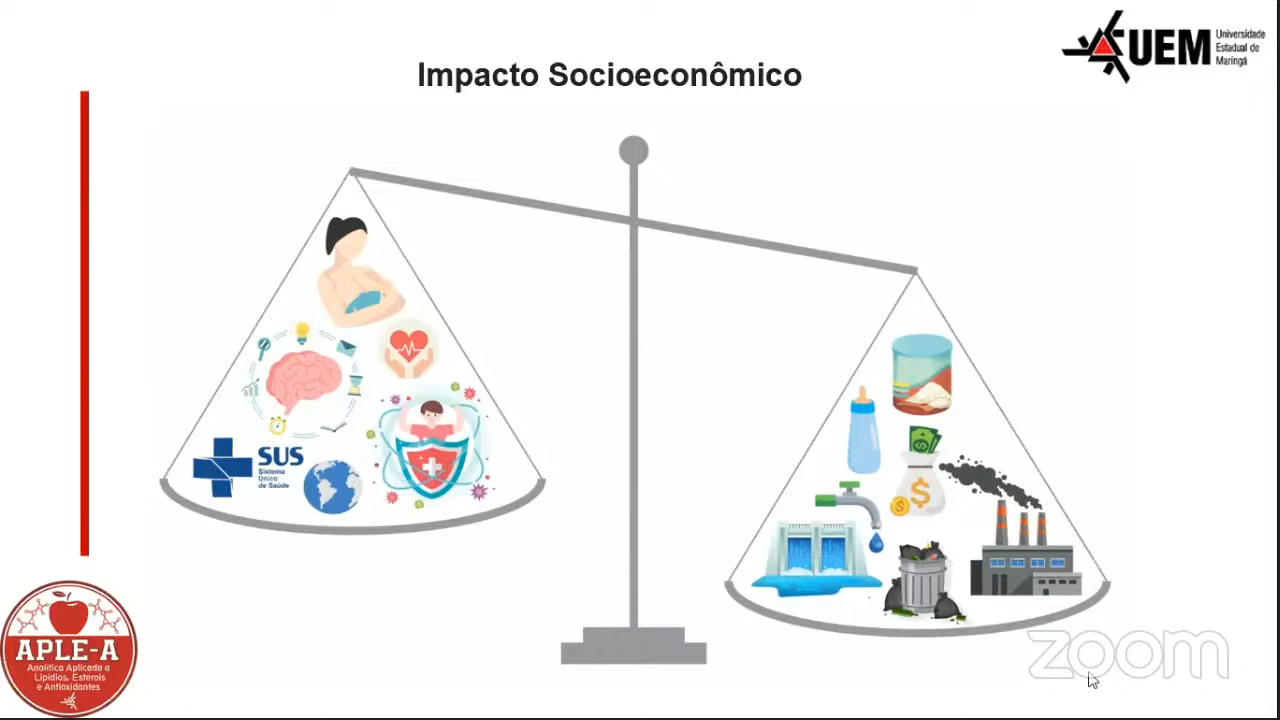 UEM
Universidade
Estadual de
Maringá
Impacto Socioeconômico
SUS
Sistema
Único
de Saúde
$
$
$
APLE-A
Analítica Aplicada a
Lipídios, Esterois
e Antioxidantes
zoom